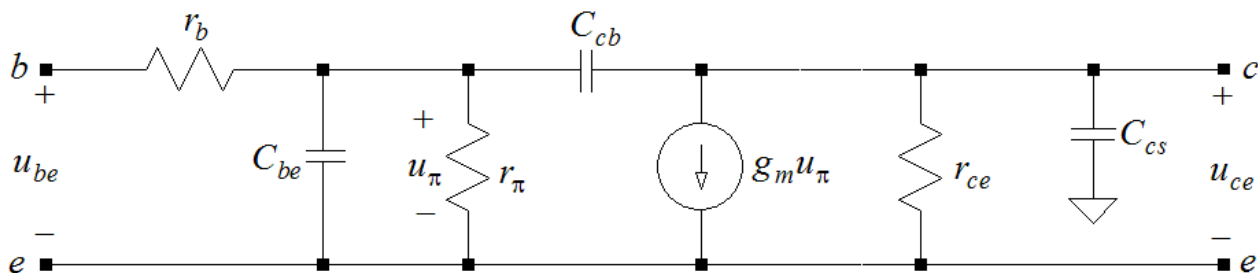 r_b
C_cb
b
c
+
+
+
C_be
u_π
r_π
g_m u_π
r_ce
C_cs
u_be
u_ce
−
−
−
e
e